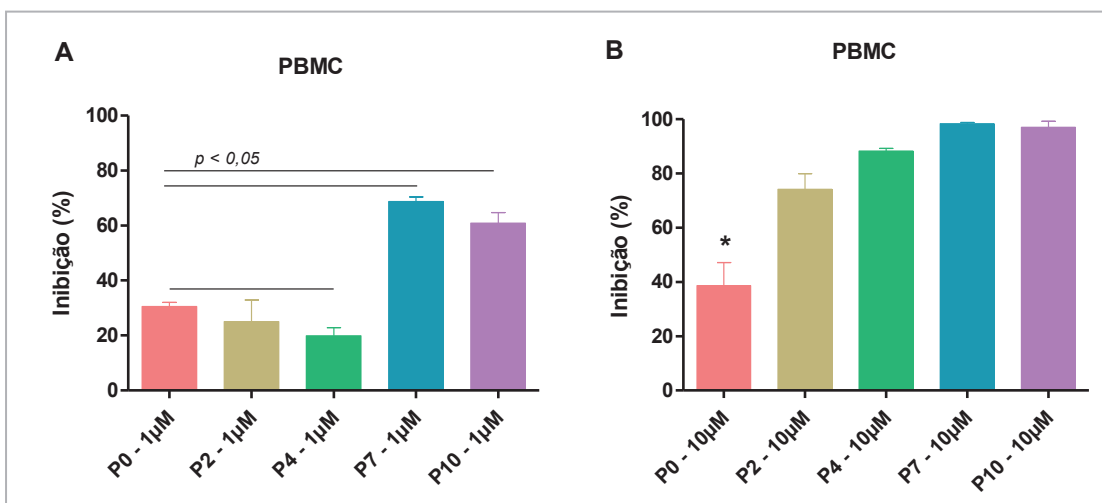 A
PBMC
Inibição (%)
100
80
60
40
20
0
p < 0,05
P0 - 1µM
P2 - 1µM
P4 - 1µM
P7 - 1µM
P10 - 1µM
B
PBMC
Inibição (%)
100
80
60
40
20
0
*
P0 - 10µM
P2 - 10µM
P4 - 10µM
P7 - 10µM
P10 - 10µM